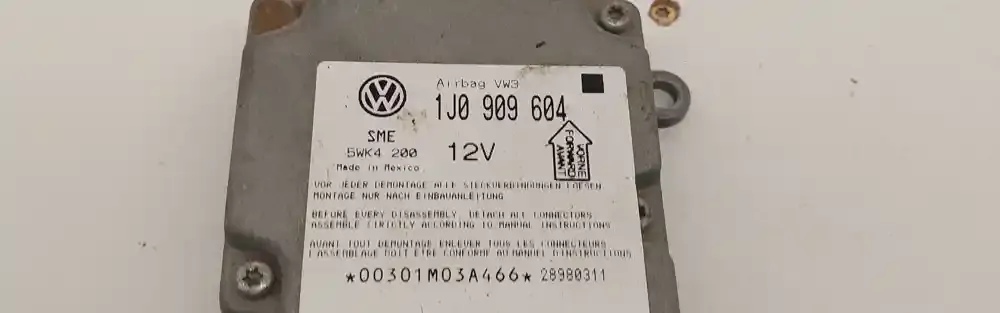 Airbag VW3
1J0 909 604
SME
5WK4 200
12V
Made in Mexico
VORNE
FORWARD
AVANT
VOR JEDER DEMONTAGE ALLE STECKVERBINDUNGEN LOESEN
MONTAGE NUR NACH EINBAUANLEITUNG
BEFORE EVERY DISASSEMBLY, DETACH ALL CONNECTORS
ASSEMBLE STRICTLY ACCORDING TO MANUAL INSTRUCTIONS
AVANT TOUT DEMONTAGE ENLEVER TOUS LES CONNECTEURS
L'ASSEMBLAGE DOIT ETRE CONFORME AU MANUEL D'INSTRUCTIONS
*00301M03A466* 28980311